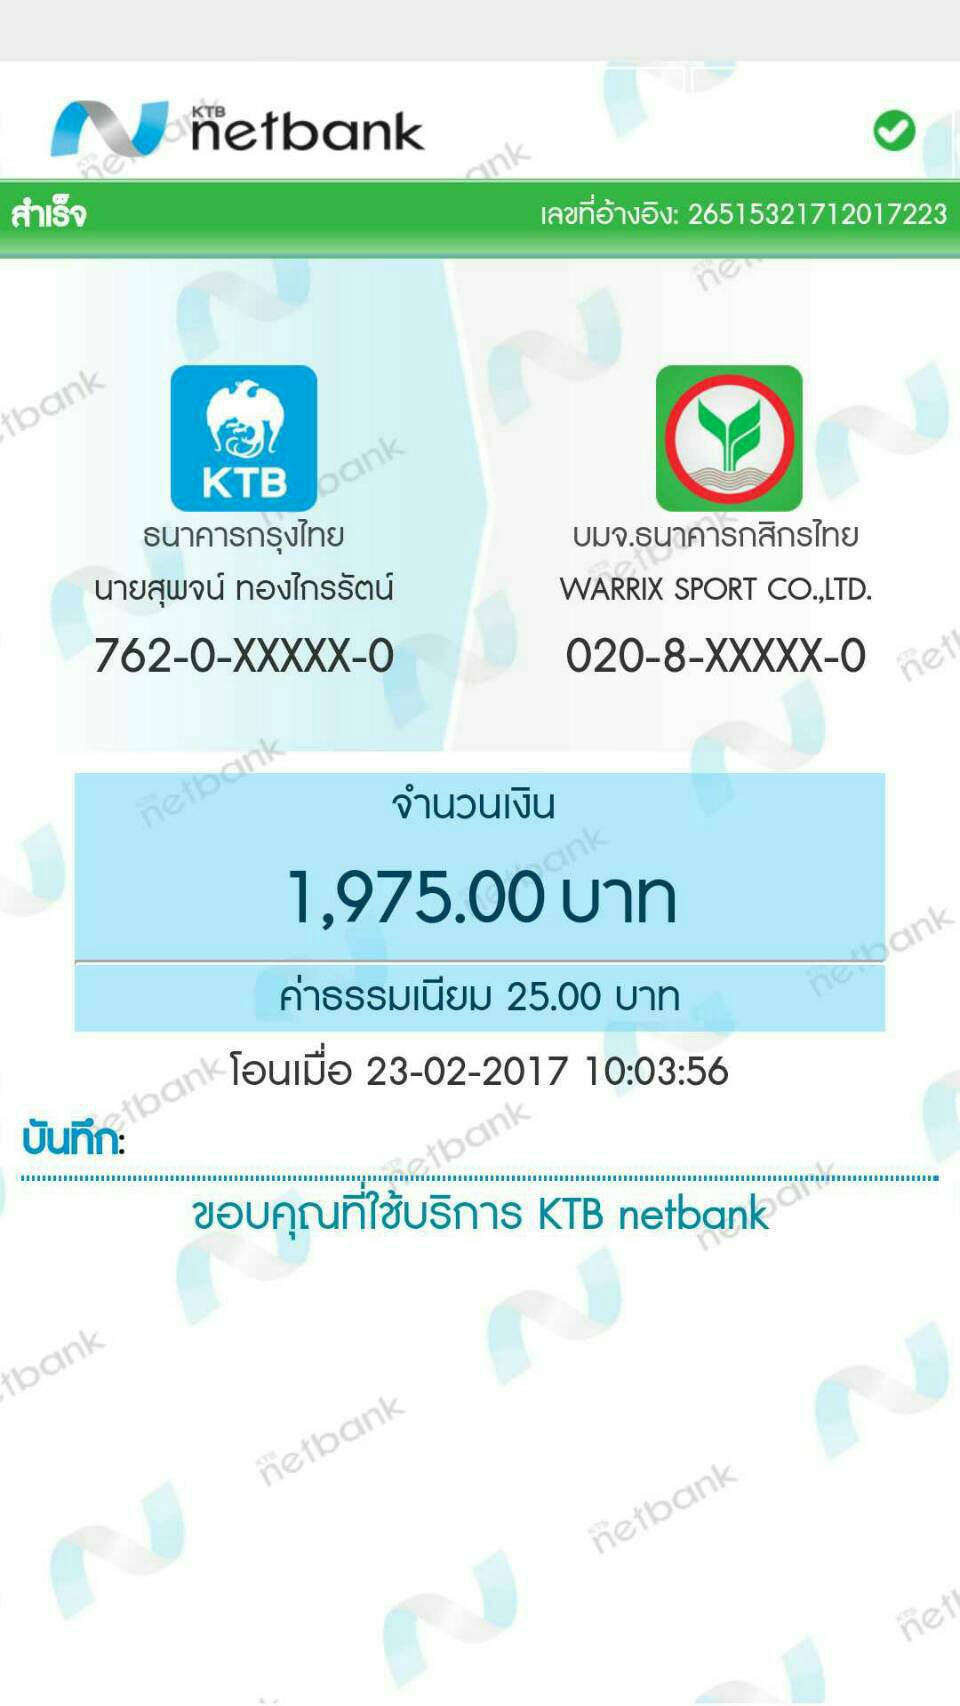 KTB
netbank
สำเร็จ
เลขที่อ้างอิง: 26515321712017223
KTB
ธนาคารกรุงไทย
นายสุพจน์ ทองไกรรัตน์
762-0-XXXXX-0
บมจ.ธนาคารกสิกรไทย
WARRIX SPORT CO.,LTD.
020-8-XXXXX-0
จำนวนเงิน
1,975.00 บาท
ค่าธรรมเนียม 25.00 บาท
โอนเมื่อ 23-02-2017 10:03:56
บันทึก:
ขอบคุณที่ใช้บริการ KTB netbank